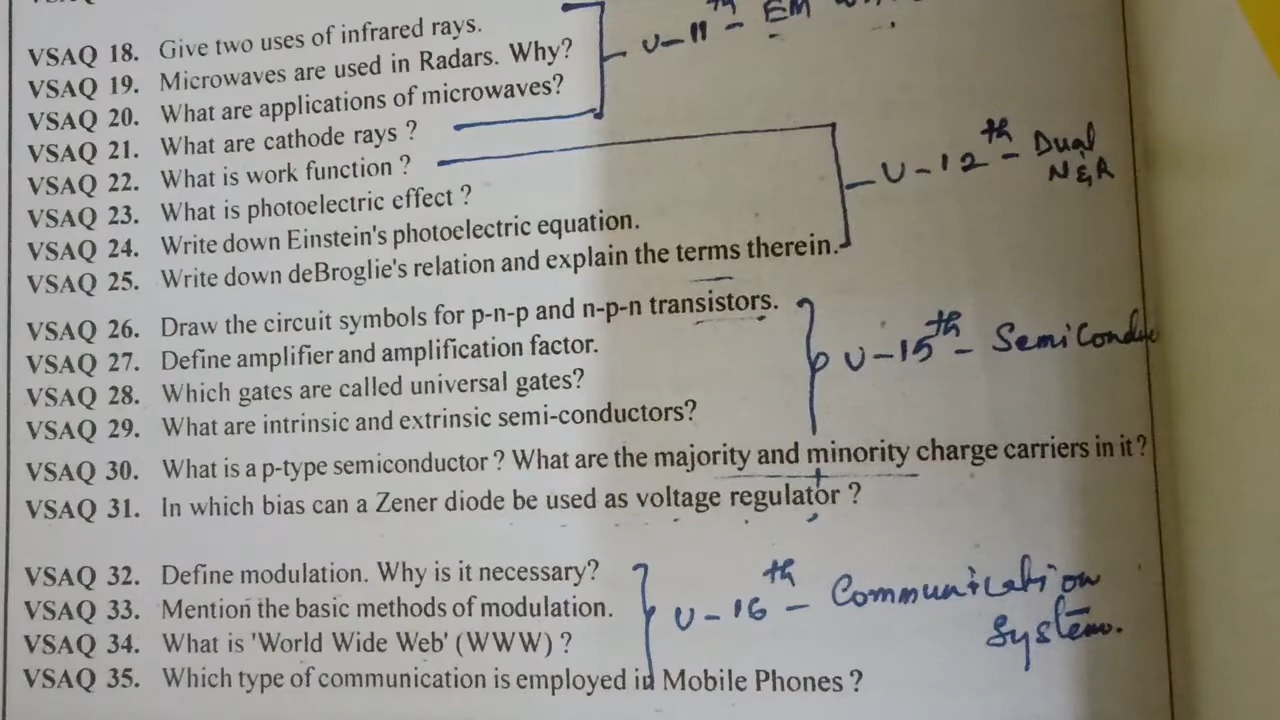 VSAQ 18. Give two uses of infrared rays.
VSAQ 19. Microwaves are used in Radars. Why?
VSAQ 20. What are applications of microwaves?
U-11th - EM
VSAQ 21. What are cathode rays ?
VSAQ 22. What is work function ?
VSAQ 23. What is photoelectric effect ?
VSAQ 24. Write down Einstein's photoelectric equation.
VSAQ 25. Write down deBroglie's relation and explain the terms therein.
U-12th - Dual
N & R
VSAQ 26. Draw the circuit symbols for p-n-p and n-p-n transistors.
VSAQ 27. Define amplifier and amplification factor.
VSAQ 28. Which gates are called universal gates?
VSAQ 29. What are intrinsic and extrinsic semi-conductors?
U-15th - Semi
VSAQ 30. What is a p-type semiconductor ? What are the majority and minority charge carriers in it ?
VSAQ 31. In which bias can a Zener diode be used as voltage regulator ?
VSAQ 32. Define modulation. Why is it necessary?
VSAQ 33. Mention the basic methods of modulation.
VSAQ 34. What is 'World Wide Web' (WWW) ?
VSAQ 35. Which type of communication is employed in Mobile Phones ?
U-16th - Communication
System.